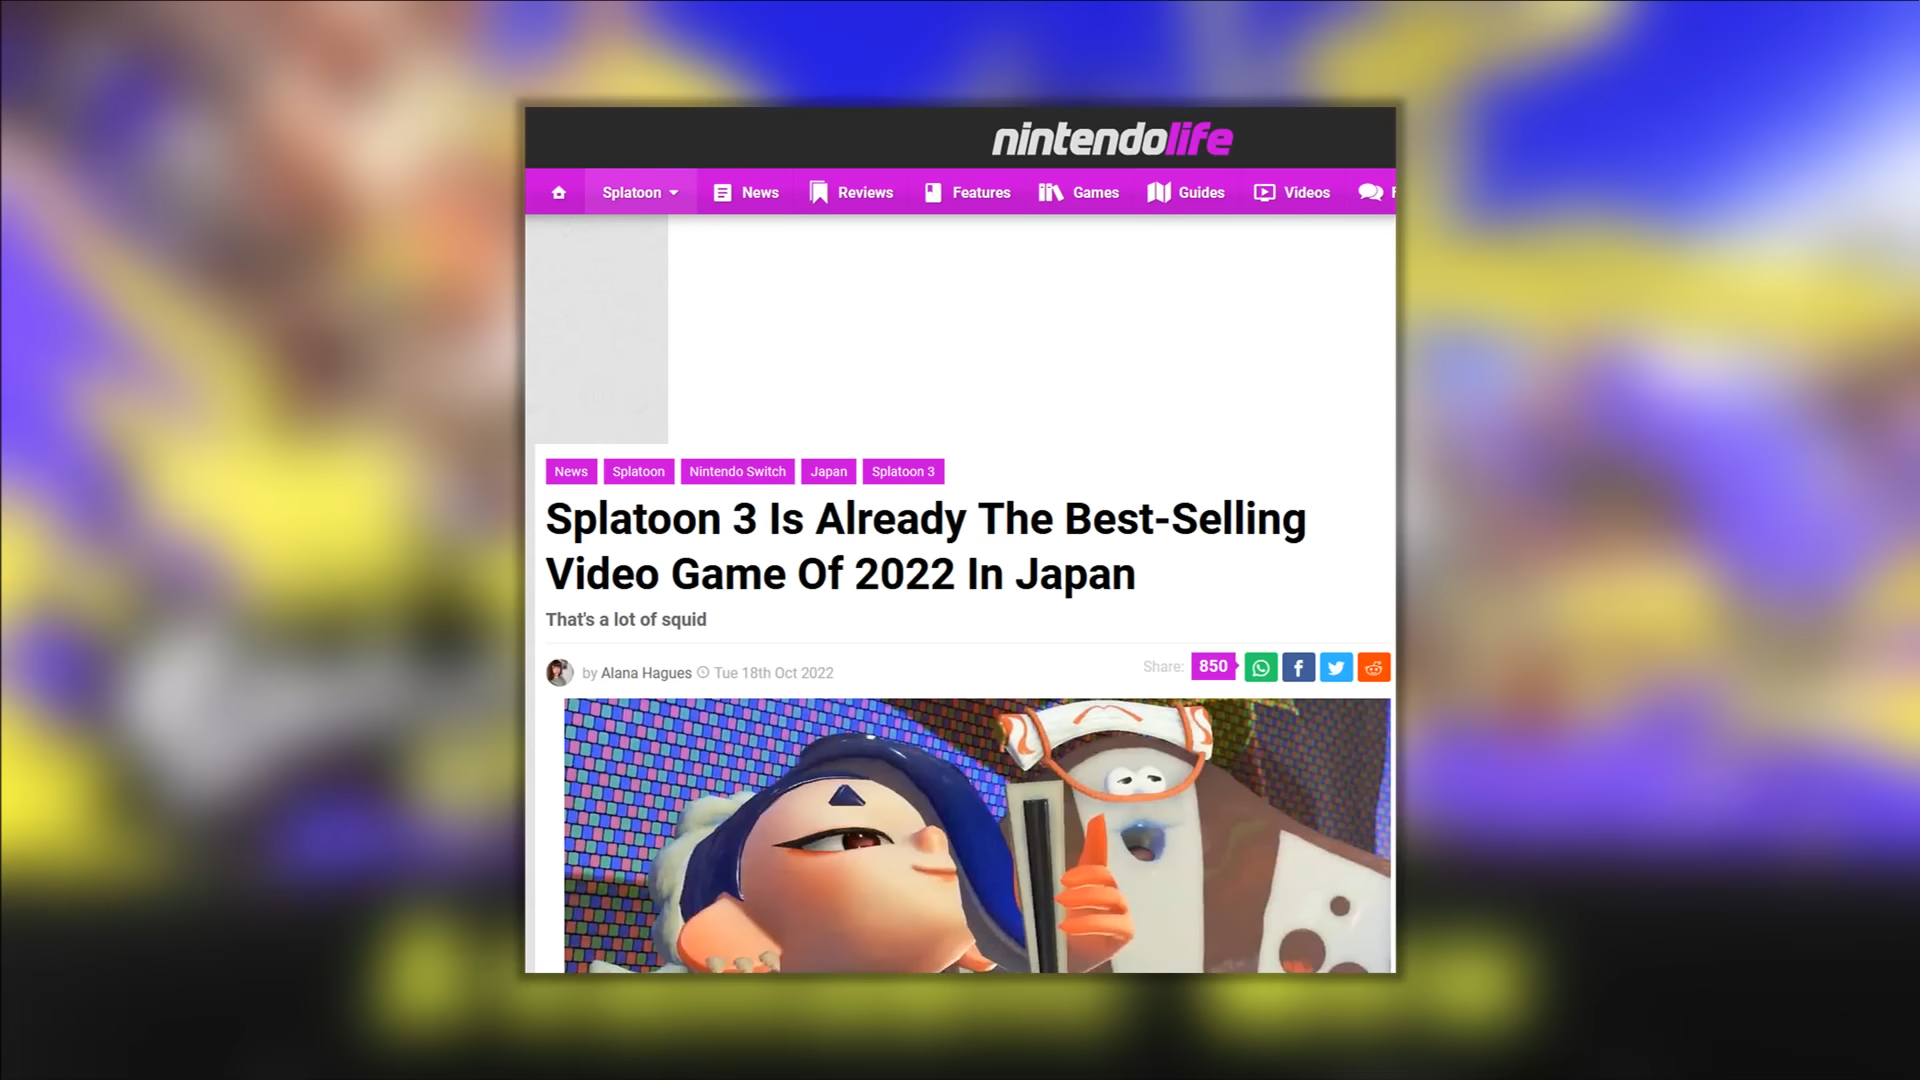 nintendolife
Splatoon News Reviews Features Games Guides Videos
News Splatoon Nintendo Switch Japan Splatoon 3
Splatoon 3 Is Already The Best-Selling
Video Game Of 2022 In Japan
That's a lot of squid
by Alana Hagues Tue 18th Oct 2022 Share: 850